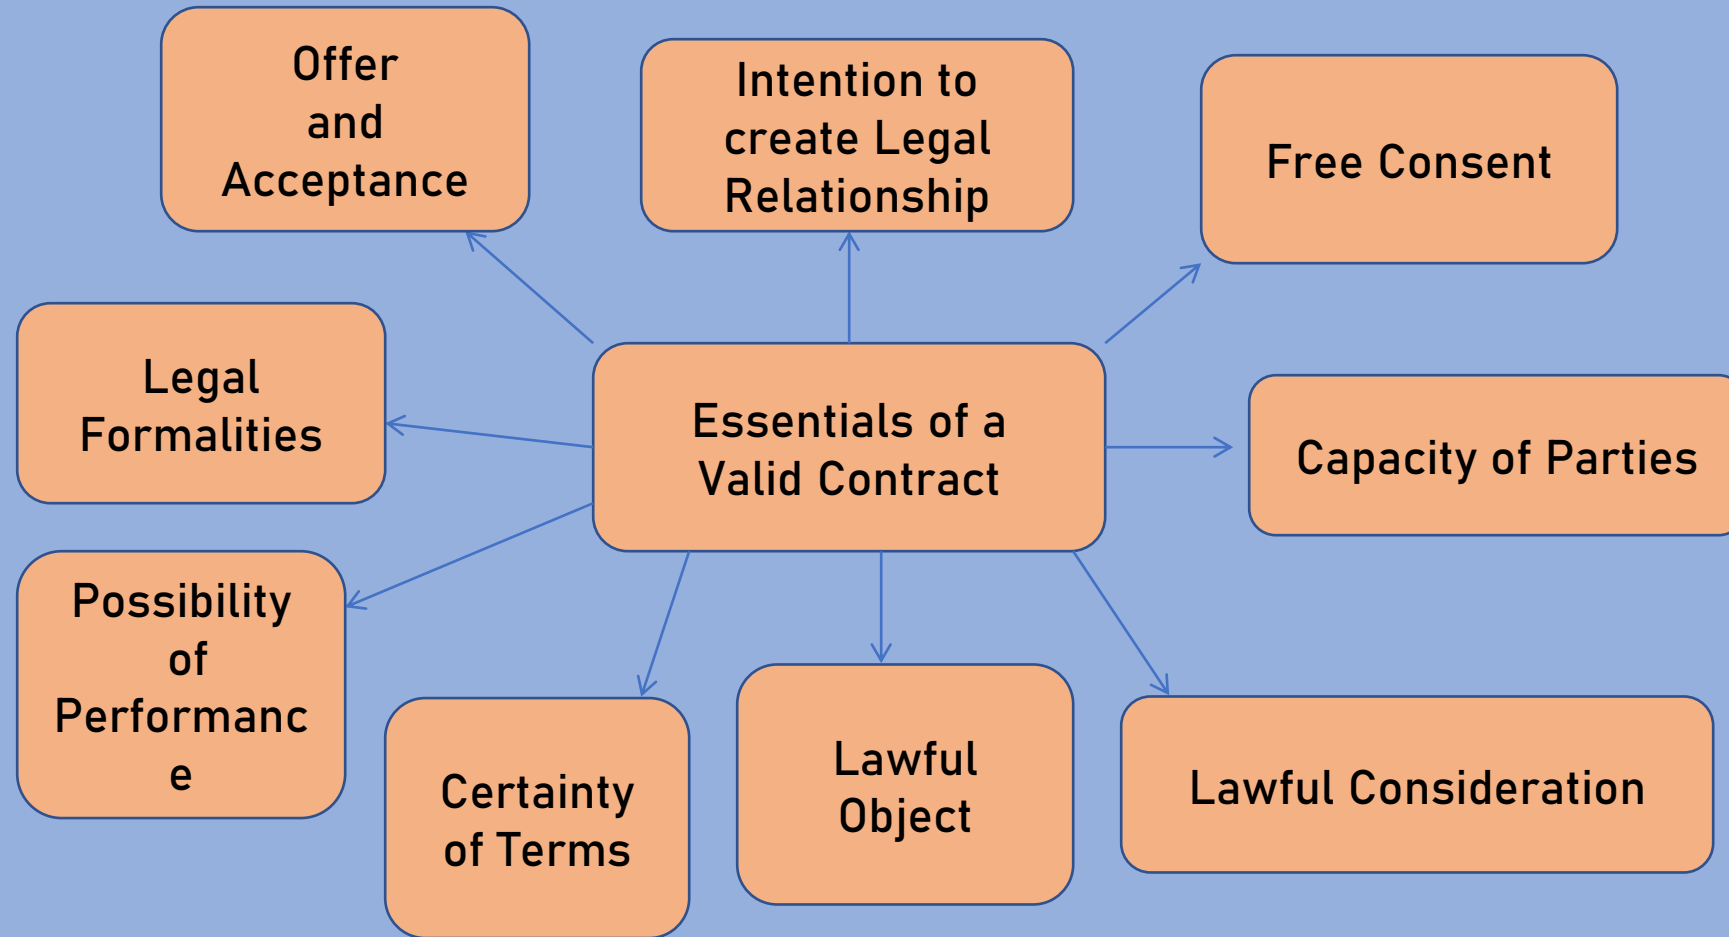 Offer
and
Acceptance
Intention to
create Legal
Relationship
Free Consent
Legal
Formalities
Essentials of a
Valid Contract
Capacity of Parties
Possibility
of
Performanc
e
Certainty
of Terms
Lawful
Object
Lawful Consideration